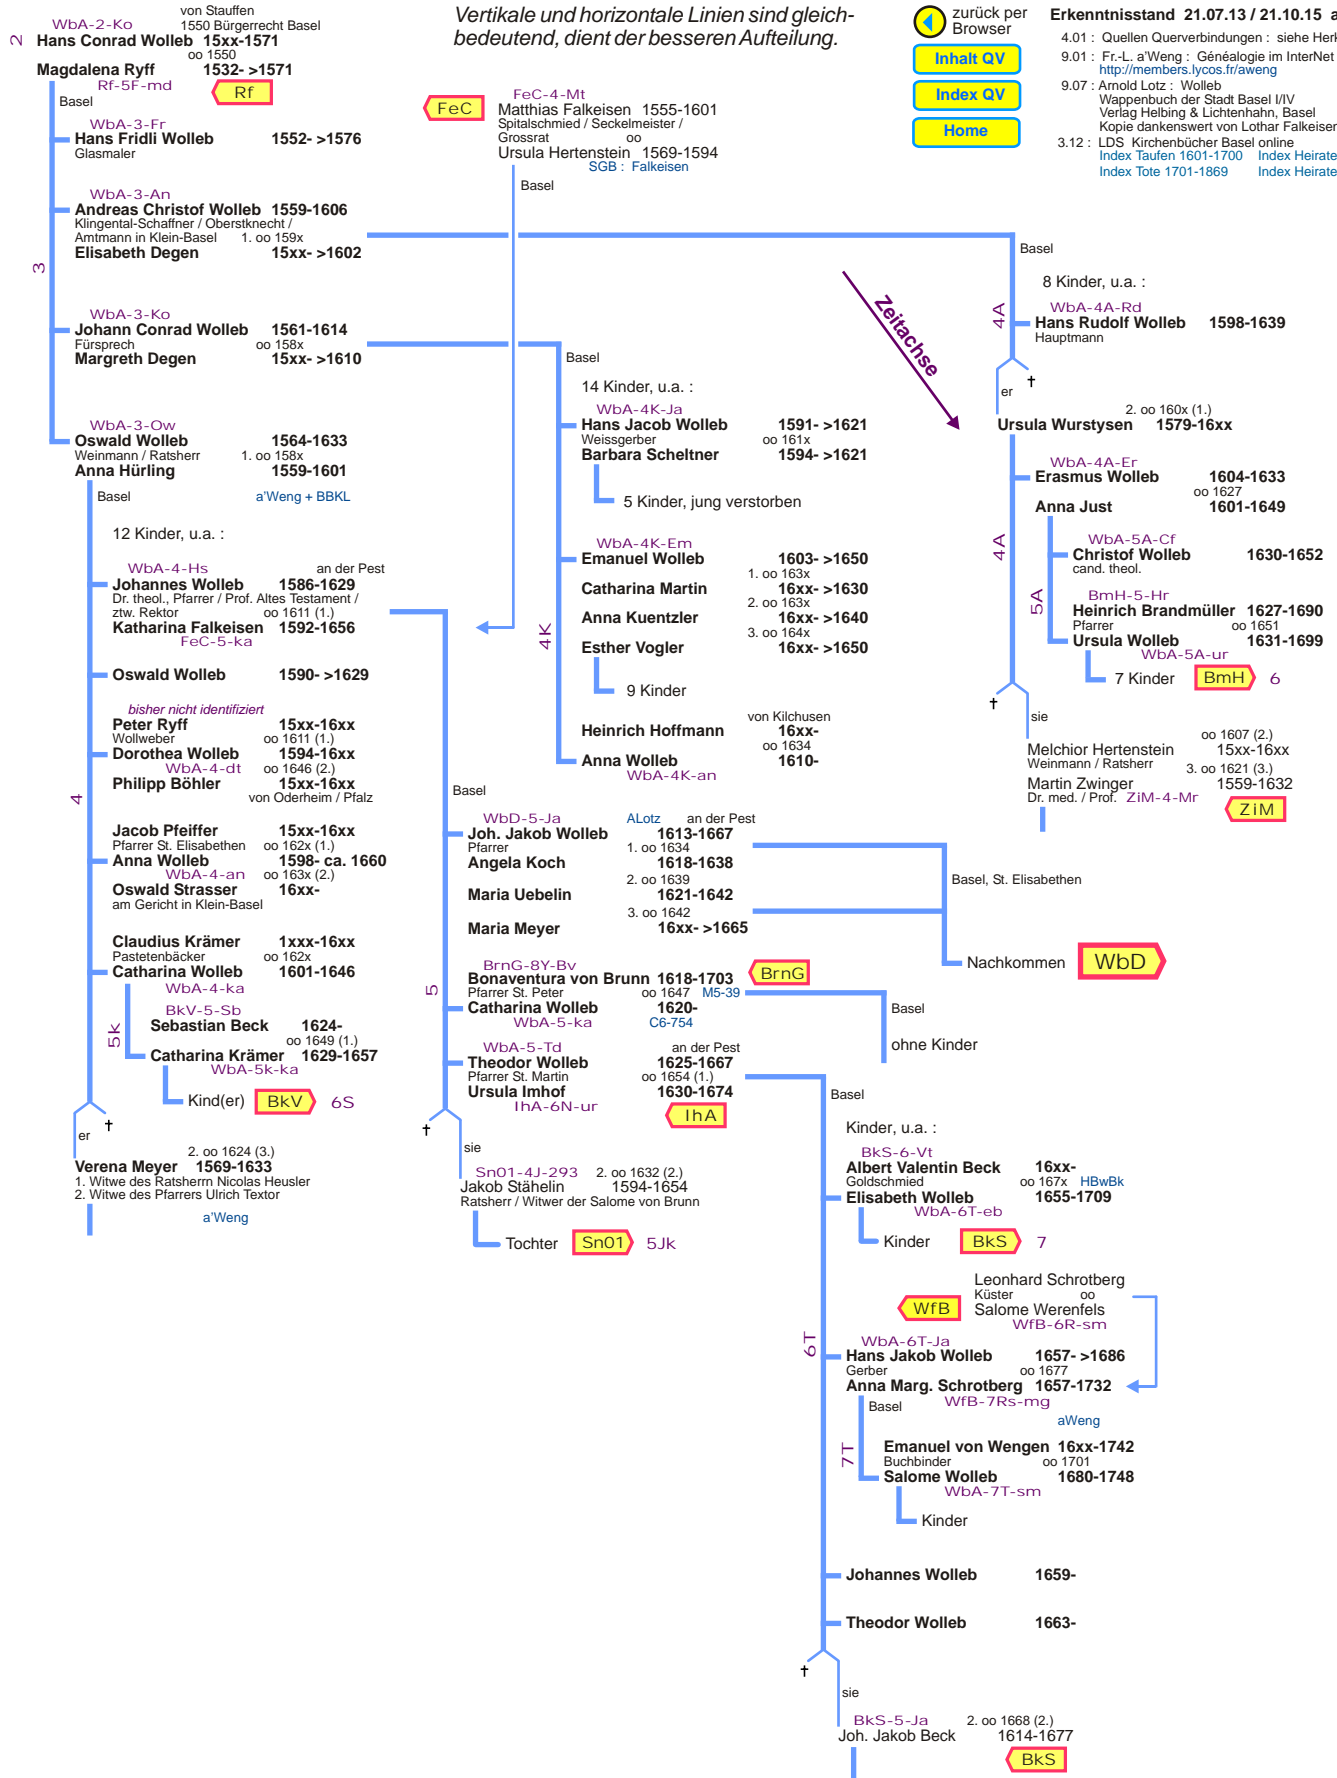 von Stauffen
WbA-2-Ko 1550 Bürgerrecht Basel
2
Hans Conrad Wolleb 15xx-1571
oo 1550
Magdalena Ryff 1532- >1571
Rf-5F-md
Rf
Vertikale und horizontale Linien sind gleich-
bedeutend, dient der besseren Aufteilung.
zurück per
Browser
Inhalt QV
Index QV
Home
Erkenntnisstand 21.07.13 / 21.10.15 a
4.01 : Quellen Querverbindungen : siehe Herk
9.01 : Fr.-L. a'Weng : Généalogie im InterNet
http://members.lycos.fr/aweng
9.07 : Arnold Lotz : Wolleb
Wappenbuch der Stadt Basel I/IV
Verlag Helbing & Lichtenhahn, Basel
Kopie dankenswert von Lothar Falkeisen
3.12 : LDS Kirchenbücher Basel online
Index Taufen 1601-1700 Index Heirate
Index Tote 1701-1869 Index Heirate
Basel
3
WbA-3-Fr
Hans Fridli Wolleb 1552- >1576
Glasmaler
WbA-3-An
Andreas Christof Wolleb 1559-1606
Klingental-Schaffner / Oberstknecht /
Amtmann in Klein-Basel 1. oo 159x
Elisabeth Degen 15xx- >1602
WbA-3-Ko
Johann Conrad Wolleb 1561-1614
Fürsprech oo 158x
Margreth Degen 15xx- >1610
WbA-3-Ow
Oswald Wolleb 1564-1633
Weinmann / Ratsherr 1. oo 158x
Anna Hürling 1559-1601
Basel a'Weng + BBKL
FeC
FeC-4-Mt
Matthias Falkeisen 1555-1601
Spitalschmied / Seckelmeister /
Grossrat oo
Ursula Hertenstein 1569-1594
SGB : Falkeisen
Basel
Zeitachse
Basel
4A
8 Kinder, u.a. :
WbA-4A-Rd
Hans Rudolf Wolleb 1598-1639
Hauptmann
†
er
2. oo 160x (1.)
Ursula Wurstysen 1579-16xx
4A
WbA-4A-Er
Erasmus Wolleb 1604-1633
oo 1627
Anna Just 1601-1649
5A
WbA-5A-Cf
Christof Wolleb 1630-1652
cand. theol.
BmH-5-Hr
Heinrich Brandmüller 1627-1690
Pfarrer oo 1651
Ursula Wolleb 1631-1699
WbA-5A-ur
7 Kinder BmH 6
†
sie
oo 1607 (2.)
Melchior Hertenstein 15xx-16xx
Weinmann / Ratsherr
3. oo 1621 (3.)
Martin Zwinger 1559-1632
Dr. med. / Prof. ZiM-4-Mr
ZiM
Basel
4K
14 Kinder, u.a. :
WbA-4K-Ja
Hans Jacob Wolleb 1591- >1621
Weissgerber oo 161x
Barbara Scheltner 1594- >1621
5 Kinder, jung verstorben
WbA-4K-Em
Emanuel Wolleb 1603- >1650
1. oo 163x
Catharina Martin 16xx- >1630
2. oo 163x
Anna Kuentzler 16xx- >1640
3. oo 164x
Esther Vogler 16xx- >1650
9 Kinder
von Kilchusen
Heinrich Hoffmann 16xx-
oo 1634
Anna Wolleb 1610-
WbA-4K-an
4
12 Kinder, u.a. :
WbA-4-Hs an der Pest
Johannes Wolleb 1586-1629
Dr. theol., Pfarrer / Prof. Altes Testament /
ztw. Rektor oo 1611 (1.)
Katharina Falkeisen 1592-1656
FeC-5-ka
Oswald Wolleb 1590- >1629
bisher nicht identifiziert
Peter Ryff 15xx-16xx
Wollweber oo 1611 (1.)
Dorothea Wolleb 1594-16xx
WbA-4-dt oo 1646 (2.)
Philipp Böhler 15xx-16xx
von Oderheim / Pfalz
Jacob Pfeiffer 15xx-16xx
Pfarrer St. Elisabethen oo 162x (1.)
Anna Wolleb 1598- ca. 1660
WbA-4-an oo 163x (2.)
Oswald Strasser 16xx-
am Gericht in Klein-Basel
Claudius Krämer 1xxx-16xx
Pastetenbäcker oo 162x
Catharina Wolleb 1601-1646
WbA-4-ka
5k
BkV-5-Sb
Sebastian Beck 1624-
oo 1649 (1.)
Catharina Krämer 1629-1657
WbA-5k-ka
Kind(er) BkV 6S
†
er
2. oo 1624 (3.)
Verena Meyer 1569-1633
1. Witwe des Ratsherrn Nicolas Heusler
2. Witwe des Pfarrers Ulrich Textor
a'Weng
Basel
5
WbD-5-Ja ALotz an der Pest
Joh. Jakob Wolleb 1613-1667
Pfarrer 1. oo 1634
Angela Koch 1618-1638
2. oo 1639
Maria Uebelin 1621-1642
3. oo 1642
Maria Meyer 16xx- >1665
Basel, St. Elisabethen
Nachkommen WbD
BrnG-8Y-Bv
BrnG
Bonaventura von Brunn 1618-1703
Pfarrer St. Peter oo 1647 M5-39
Catharina Wolleb 1620-
WbA-5-ka C6-754
Basel
ohne Kinder
WbA-5-Td an der Pest
Theodor Wolleb 1625-1667
Pfarrer St. Martin oo 1654 (1.)
Ursula Imhof 1630-1674
IhA-6N-ur
IhA
†
sie
Sn01-4J-293 2. oo 1632 (2.)
Jakob Stähelin 1594-1654
Ratsherr / Witwer der Salome von Brunn
Tochter Sn01 5Jk
Basel
6T
Kinder, u.a. :
BkS-6-Vt
Albert Valentin Beck 16xx-
Goldschmied oo 167x HBwBk
Elisabeth Wolleb 1655-1709
WbA-6T-eb
Kinder BkS 7
Leonhard Schrotberg
Küster oo
WfB
Salome Werenfels
WfB-6R-sm
WbA-6T-Ja
Hans Jakob Wolleb 1657- >1686
Gerber oo 1677
Anna Marg. Schrotberg 1657-1732
WfB-7Rs-mg
Basel
aWeng
7T
Emanuel von Wengen 16xx-1742
Buchbinder oo 1701
Salome Wolleb 1680-1748
WbA-7T-sm
Kinder
Johannes Wolleb 1659-
Theodor Wolleb 1663-
†
sie
BkS-5-Ja 2. oo 1668 (2.)
Joh. Jakob Beck 1614-1677
BkS